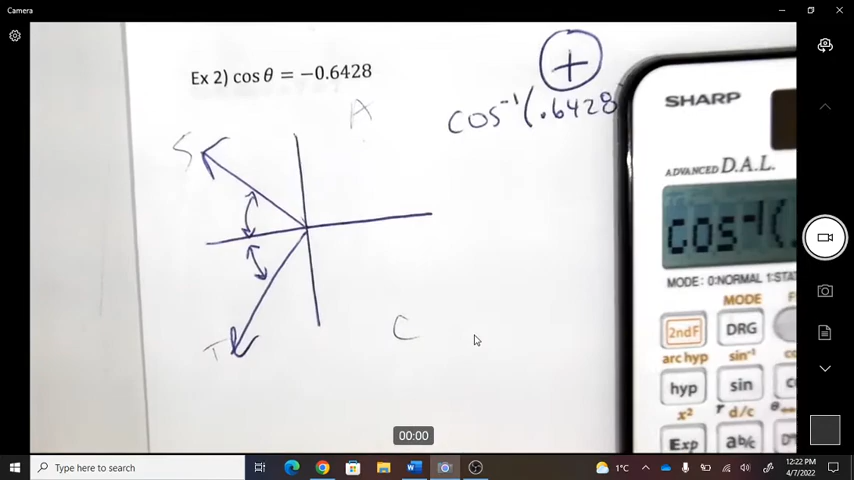 Camera
Ex 2) cos θ = −0.6428
+
cos⁻¹(.6428
A
S
T
C
SHARP
ADVANCED D.A.L.
cos⁻¹(.
MODE: 0:NORMAL 1:STAT
MODE
2ndF
DRG
arc hyp
sin⁻¹
hyp
sin
x²
r
d/c
θ
Exp
ab/c
00:00
Type here to search
1°C
12:22 PM
4/7/2022